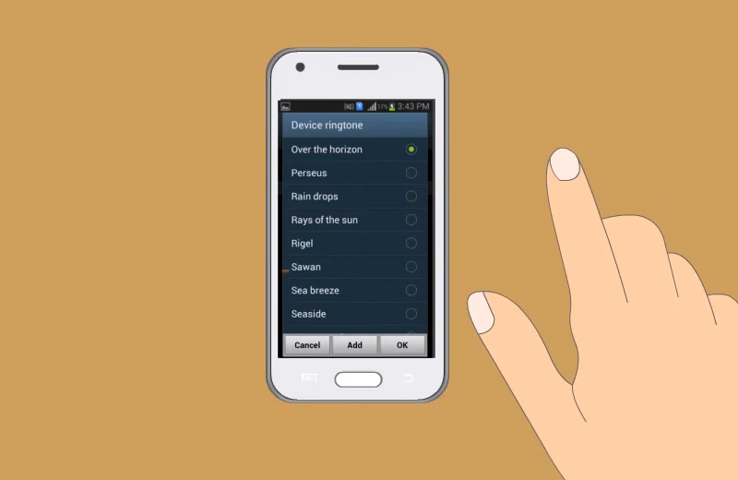 17% 3:43 PM
Device ringtone
Over the horizon
Perseus
Rain drops
Rays of the sun
Rigel
Sawan
Sea breeze
Seaside
Cancel Add OK